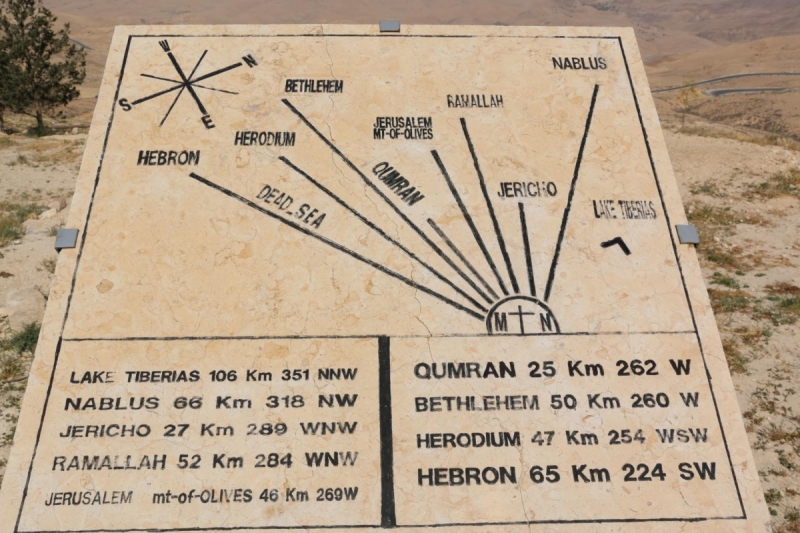 W
N
S
E
BETHLEHEM
NABLUS
RAMALLAH
JERUSALEM
MT-OF-OLIVES
HERODIUM
HEBRON
QUMRAN
JERICHO
DEAD_SEA
LAKE TIBERIAS
M N
LAKE TIBERIAS 106 Km 351 NNW
NABLUS 66 Km 318 NW
JERICHO 27 Km 289 WNW
RAMALLAH 52 Km 284 WNW
JERUSALEM mt-of-OLIVES 46 Km 269W
QUMRAN 25 Km 262 W
BETHLEHEM 50 Km 260 W
HERODIUM 47 Km 254 WSW
HEBRON 65 Km 224 SW